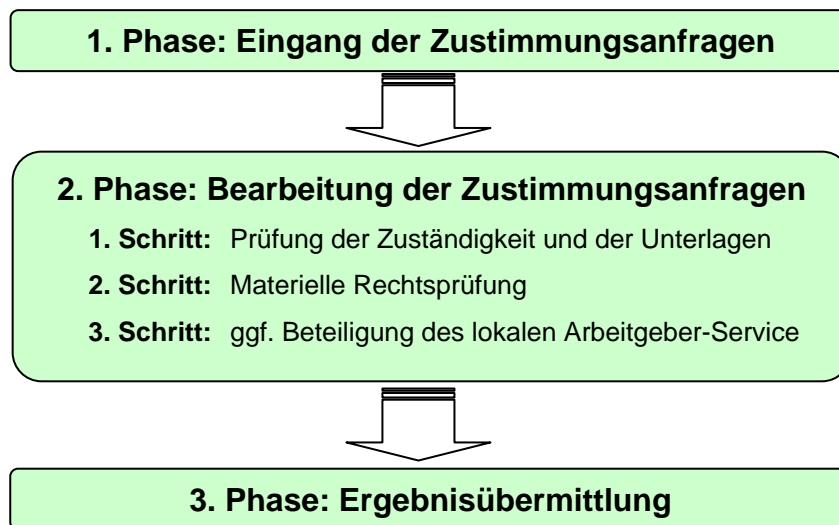 1. Phase: Eingang der Zustimmungsanfragen
2. Phase: Bearbeitung der Zustimmungsanfragen
1. Schritt: Prüfung der Zuständigkeit und der Unterlagen
2. Schritt: Materielle Rechtsprüfung
3. Schritt: ggf. Beteiligung des lokalen Arbeitgeber-Service
3. Phase: Ergebnisübermittlung